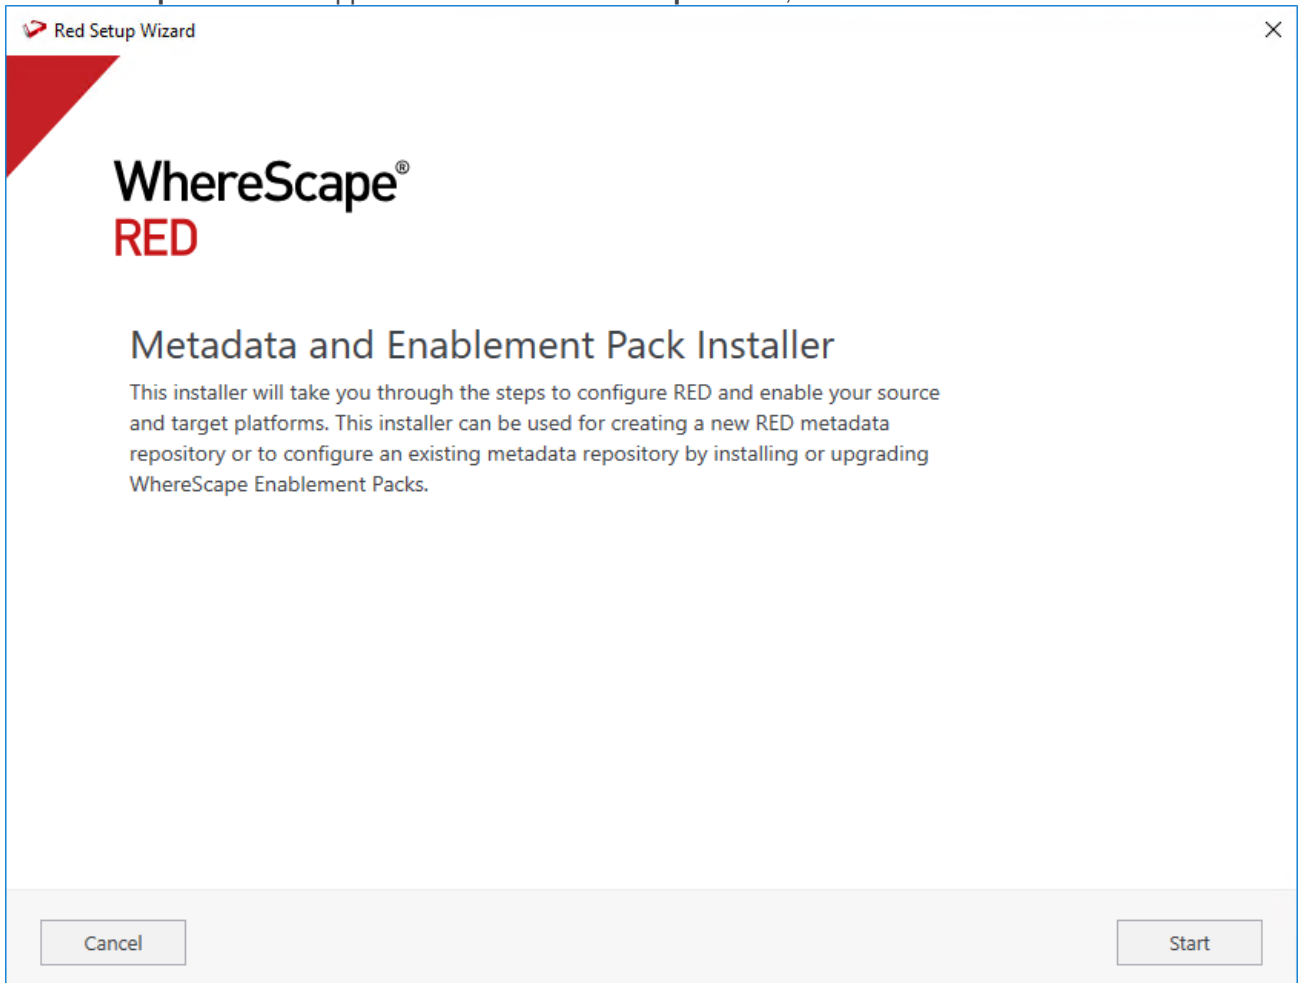 Red Setup Wizard
WhereScape®
RED
Metadata and Enablement Pack Installer
This installer will take you through the steps to configure RED and enable your source
and target platforms. This installer can be used for creating a new RED metadata
repository or to configure an existing metadata repository by installing or upgrading
WhereScape Enablement Packs.
Cancel
Start